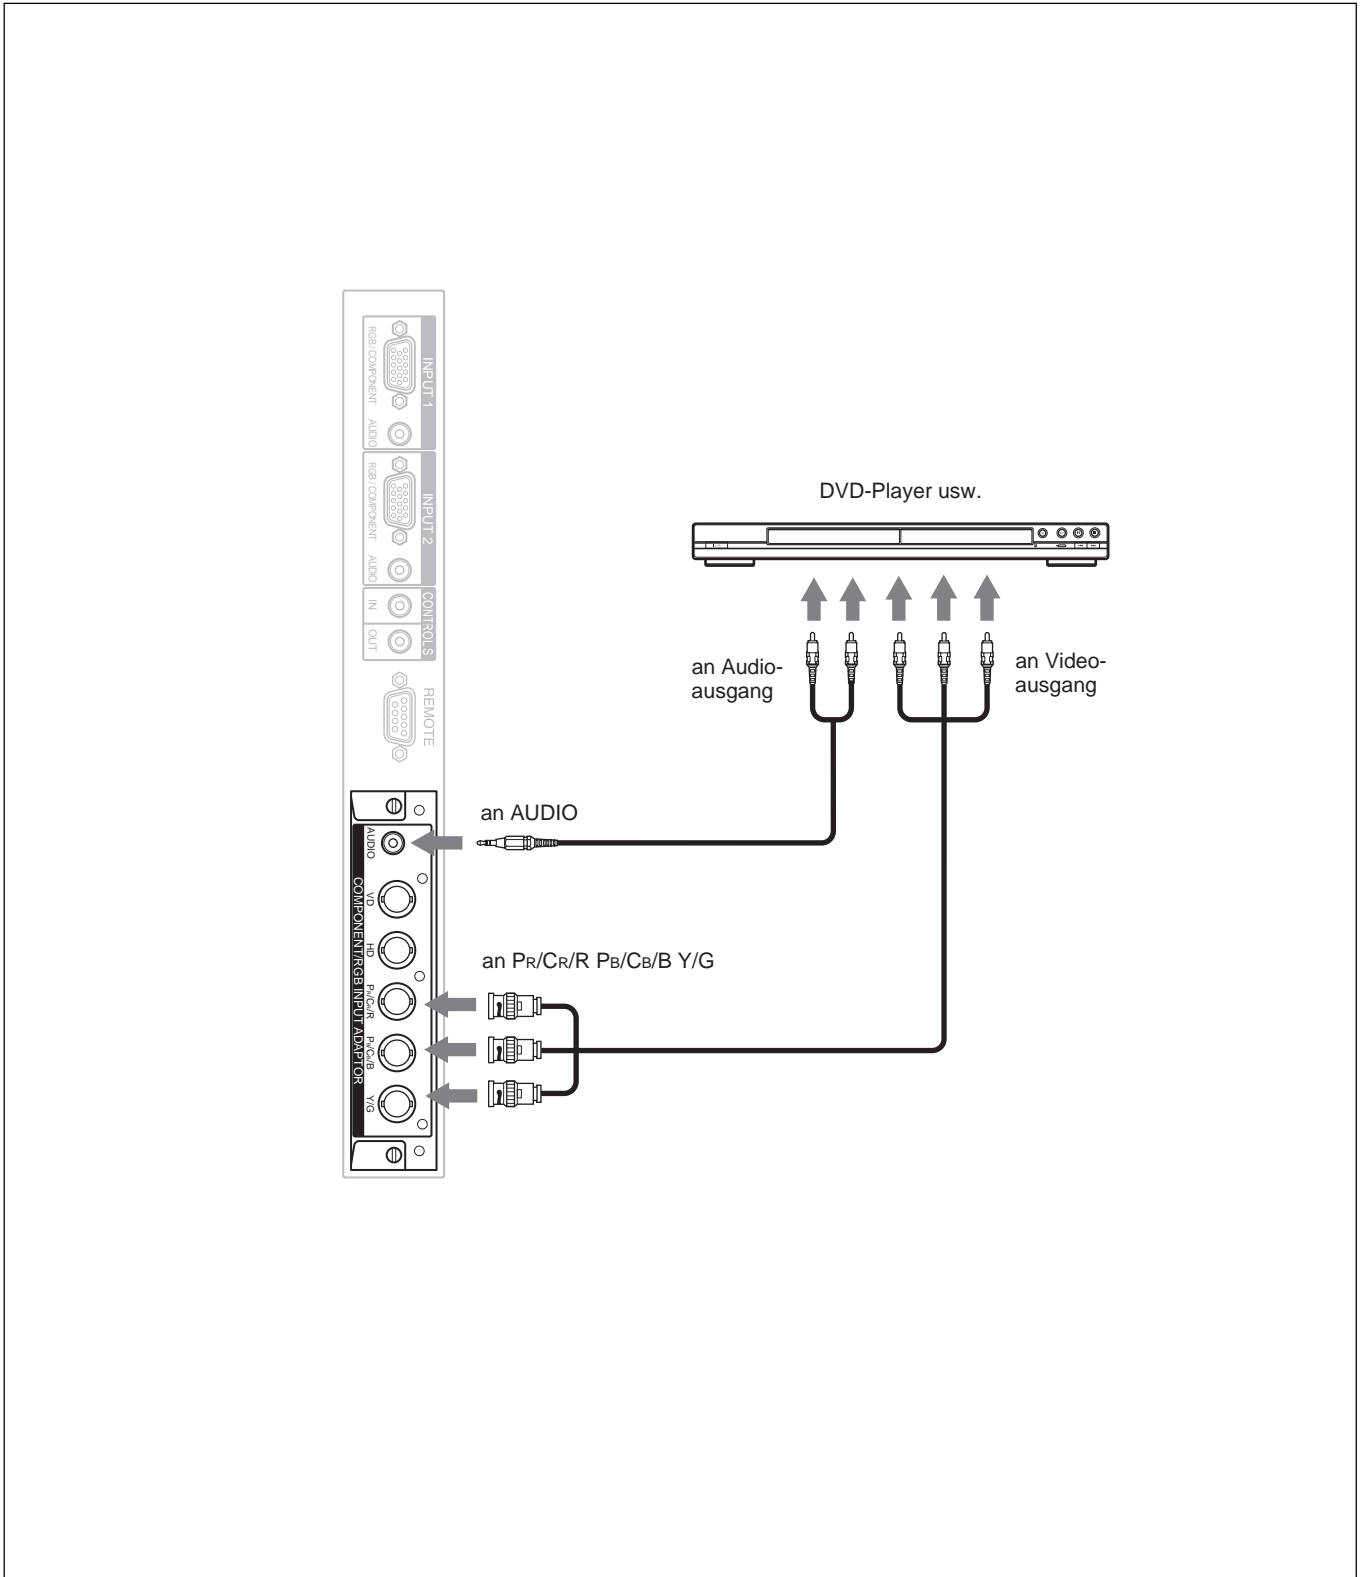 INPUT 1
RGB/COMPONENT
AUDIO
INPUT 2
RGB/COMPONENT
AUDIO
CONTROLS
IN
OUT
REMOTE
DVD-Player usw.
an Audio-
ausgang
an Video-
ausgang
an AUDIO
AUDIO
VD
HD
PR/CR/R
PB/CB/B
Y/G
COMPONENT/RGB INPUT ADAPTOR
an PR/CR/R PB/CB/B Y/G